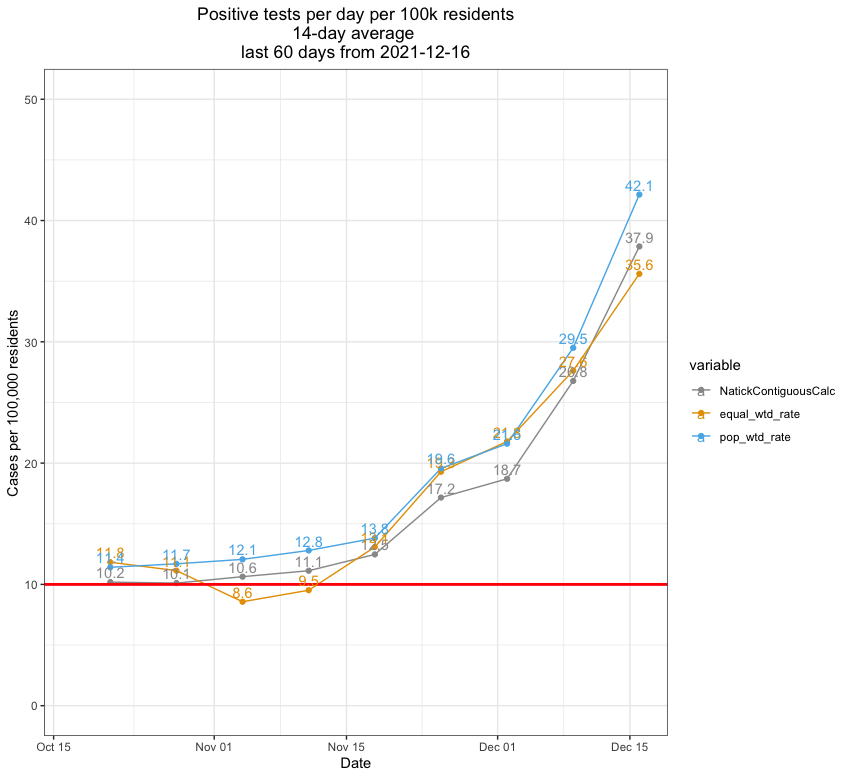 Positive tests per day per 100k residents
14-day average
last 60 days from 2021-12-16
Cases per 100,000 residents
50
40
30
20
10
0
42.1
37.9
35.6
29.5
26.8
19.6
17.2
21.6
18.7
13.8
11.8
11.4
10.2
11.7
10.1
12.1
10.6
8.6
12.8
11.1
9.5
Oct 15
Nov 01
Nov 15
Dec 01
Dec 15
Date
variable
NatickContiguousCalc
equal_wtd_rate
pop_wtd_rate